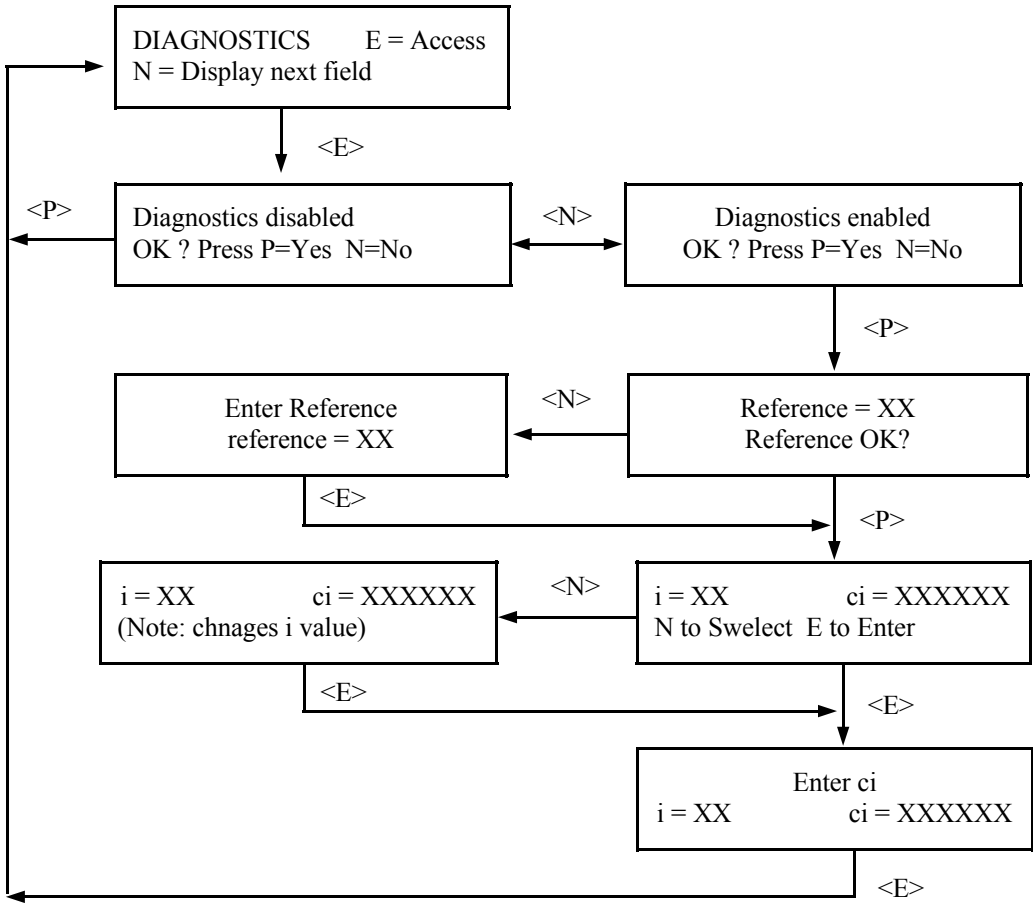 DIAGNOSTICS E = Access
N = Display next field
<E>
<P>
Diagnostics disabled
OK ? Press P=Yes N=No
<N>
Diagnostics enabled
OK ? Press P=Yes N=No
<P>
Enter Reference
reference = XX
<N>
Reference = XX
Reference OK?
<E>
<P>
i = XX ci = XXXXXX
(Note: chnages i value)
<N>
i = XX ci = XXXXXX
N to Swelect E to Enter
<E>
<E>
Enter ci
i = XX ci = XXXXXX
<E>